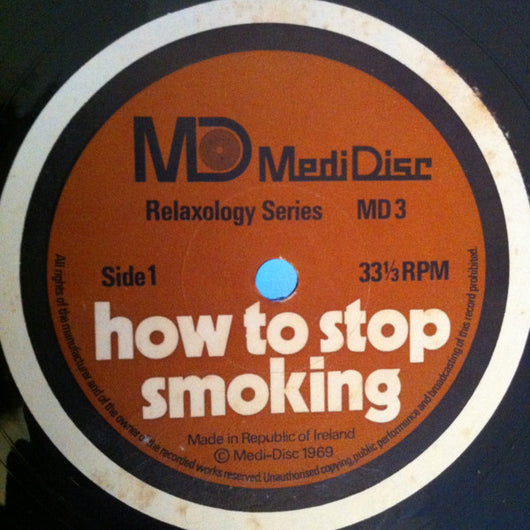 MD MediDisc
Relaxology Series MD 3
Side 1 33⅓ RPM
how to stop
smoking
Made in Republic of Ireland
© Medi-Disc 1969
All rights of the manufacturer and of the owner of the recorded works reserved. Unauthorised copying, public performance and broadcasting of this record prohibited.